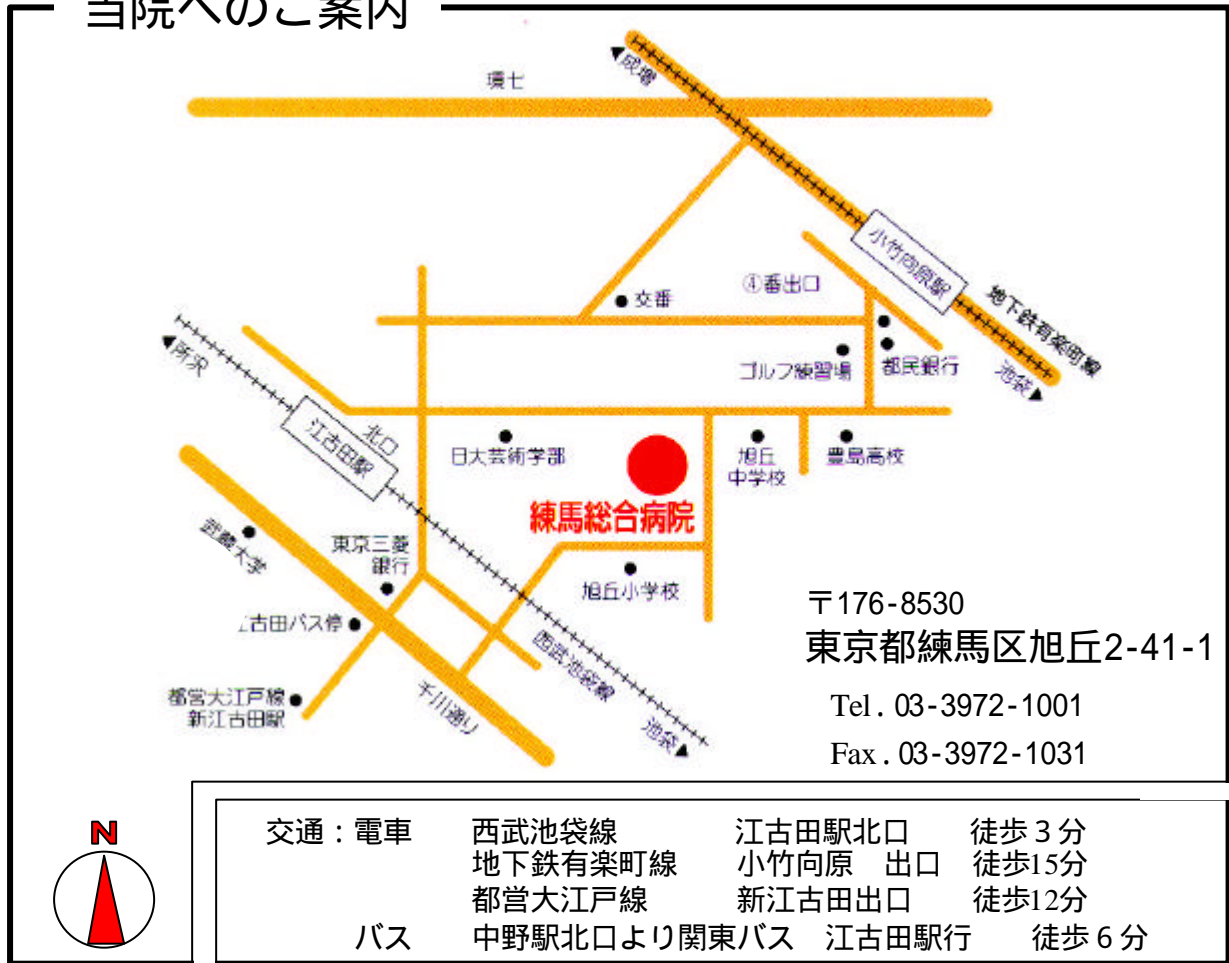 当院へのご案内
環七
◀成増
小竹向原駅
地下鉄有楽町線
池袋▶
④番出口
交番
ゴルフ練習場
都民銀行
◀所沢
北口
江古田駅
日大芸術学部
旭丘
中学校
豊島高校
練馬総合病院
武蔵大学
東京三菱
銀行
旭丘小学校
古田バス停
西武池袋線
都営大江戸線
新江古田駅
千川通り
池袋▶
〒176-8530
東京都練馬区旭丘2-41-1
Tel. 03-3972-1001
Fax. 03-3972-1031
N
交通：電車 西武池袋線 江古田駅北口 徒歩３分
地下鉄有楽町線 小竹向原 出口 徒歩15分
都営大江戸線 新江古田出口 徒歩12分
バス 中野駅北口より関東バス 江古田駅行 徒歩６分